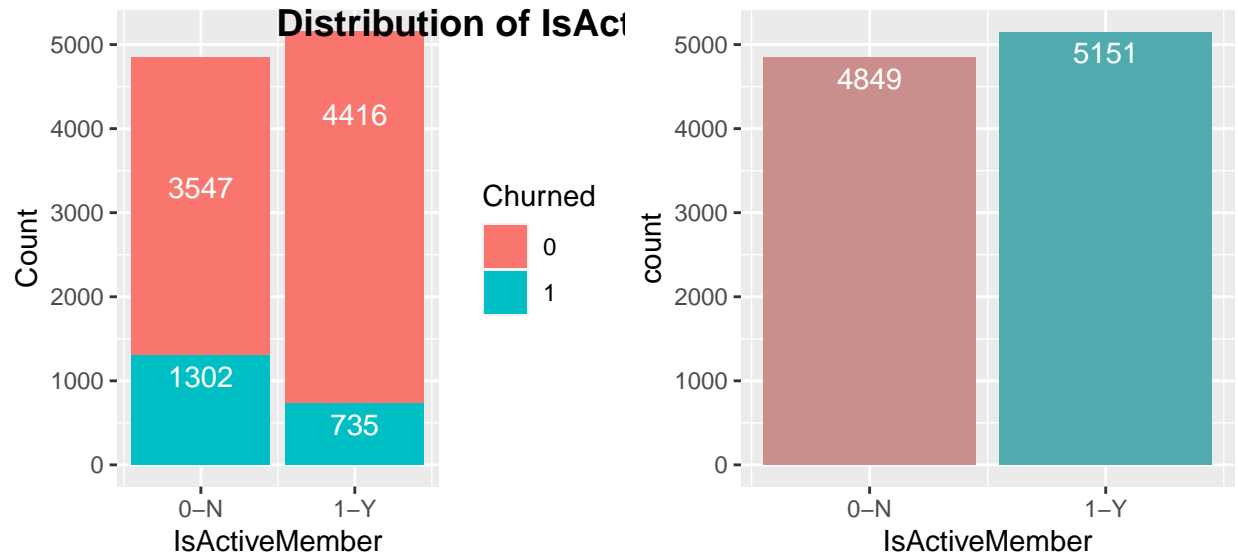 Distribution of IsAct
5000
4000
3000
2000
1000
0
Count
3547
4416
1302
735
0−N
1−Y
IsActiveMember
Churned
0
1
5000
4000
3000
2000
1000
0
count
4849
5151
0−N
1−Y
IsActiveMember